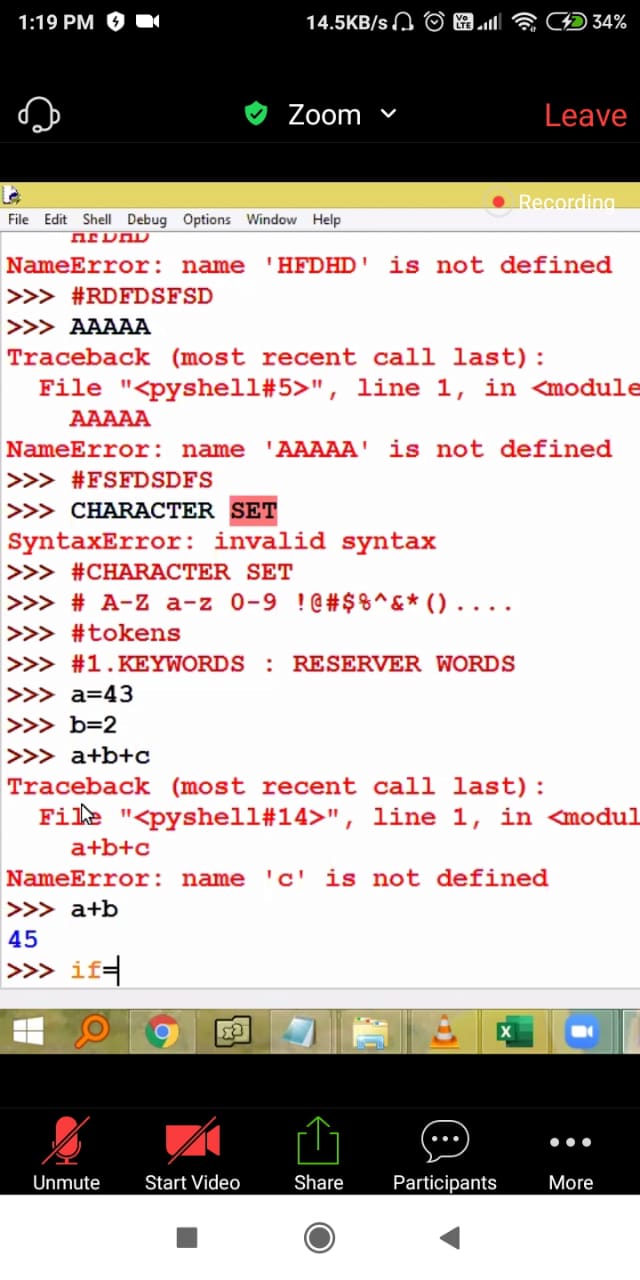 1:19 PM 14.5KB/s Vo LTE 34%
Zoom Leave
Recording
File Edit Shell Debug Options Window Help
HFDHD
NameError: name 'HFDHD' is not defined
>>> #RDFDSFSD
>>> AAAAA
Traceback (most recent call last):
File "<pyshell#5>", line 1, in <module
AAAAA
NameError: name 'AAAAA' is not defined
>>> #FSFDSDFS
>>> CHARACTER SET
SyntaxError: invalid syntax
>>> #CHARACTER SET
>>> # A-Z a-z 0-9 !@#$%^&*()....
>>> #tokens
>>> #1.KEYWORDS : RESERVER WORDS
>>> a=43
>>> b=2
>>> a+b+c
Traceback (most recent call last):
File "<pyshell#14>", line 1, in <modul
a+b+c
NameError: name 'c' is not defined
>>> a+b
45
>>> if=
Unmute Start Video Share Participants More